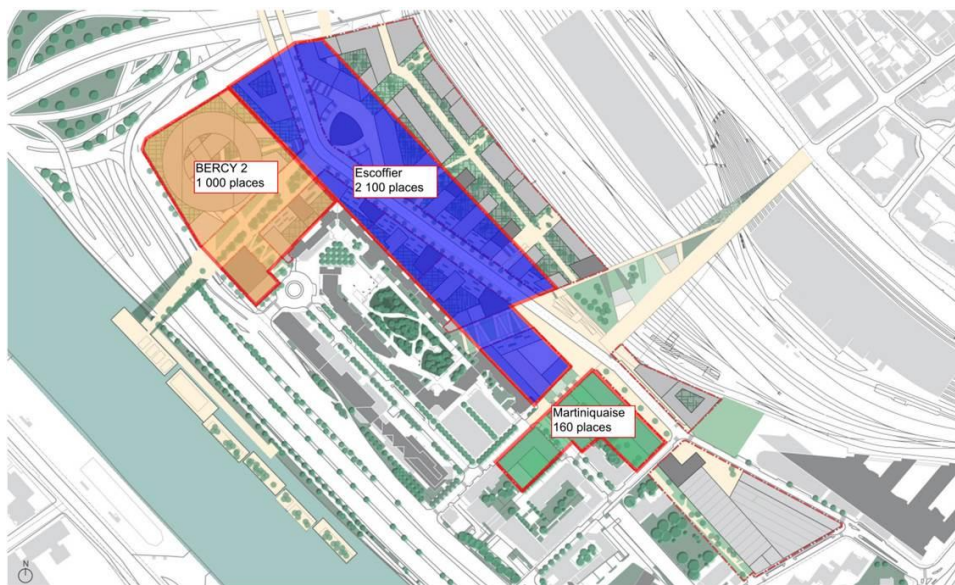 BERCY 2
1 000 places
Escoffier
2 100 places
Martiniquaise
160 places
N